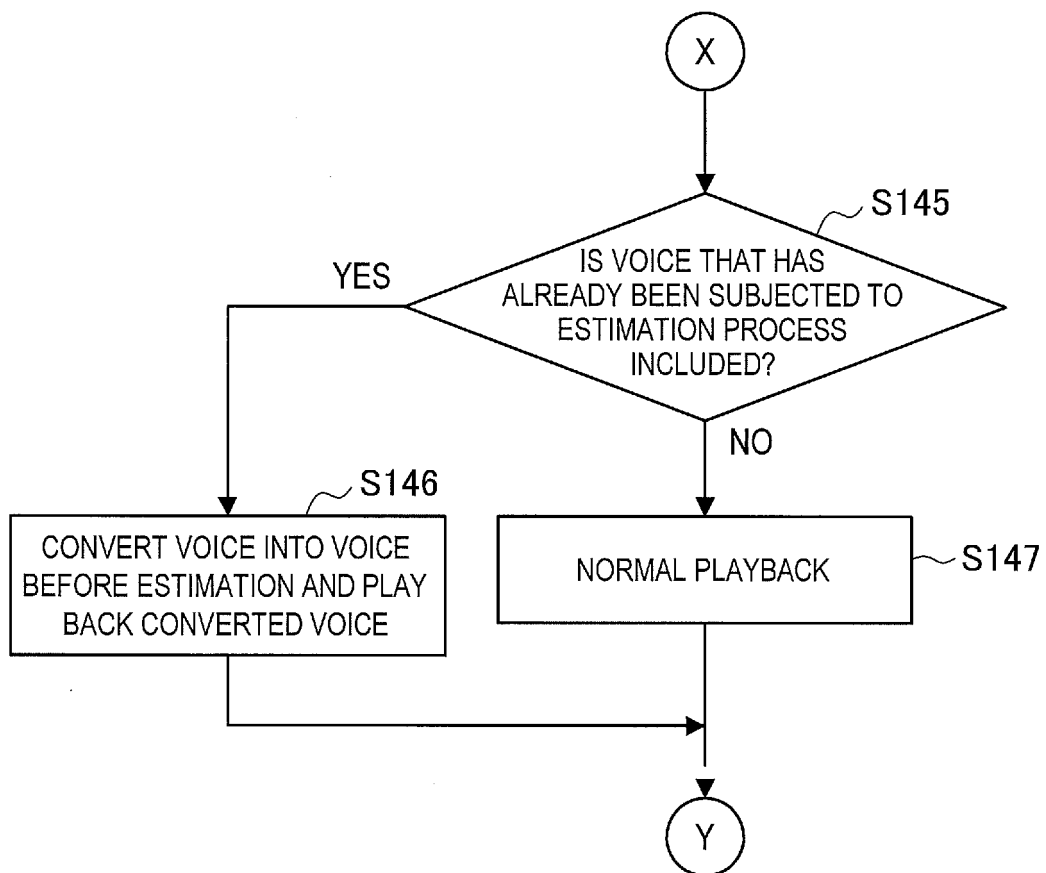 X
S145
IS VOICE THAT HAS
ALREADY BEEN SUBJECTED TO
ESTIMATION PROCESS
INCLUDED?
YES
NO
S146
CONVERT VOICE INTO VOICE
BEFORE ESTIMATION AND PLAY
BACK CONVERTED VOICE
NORMAL PLAYBACK
S147
Y